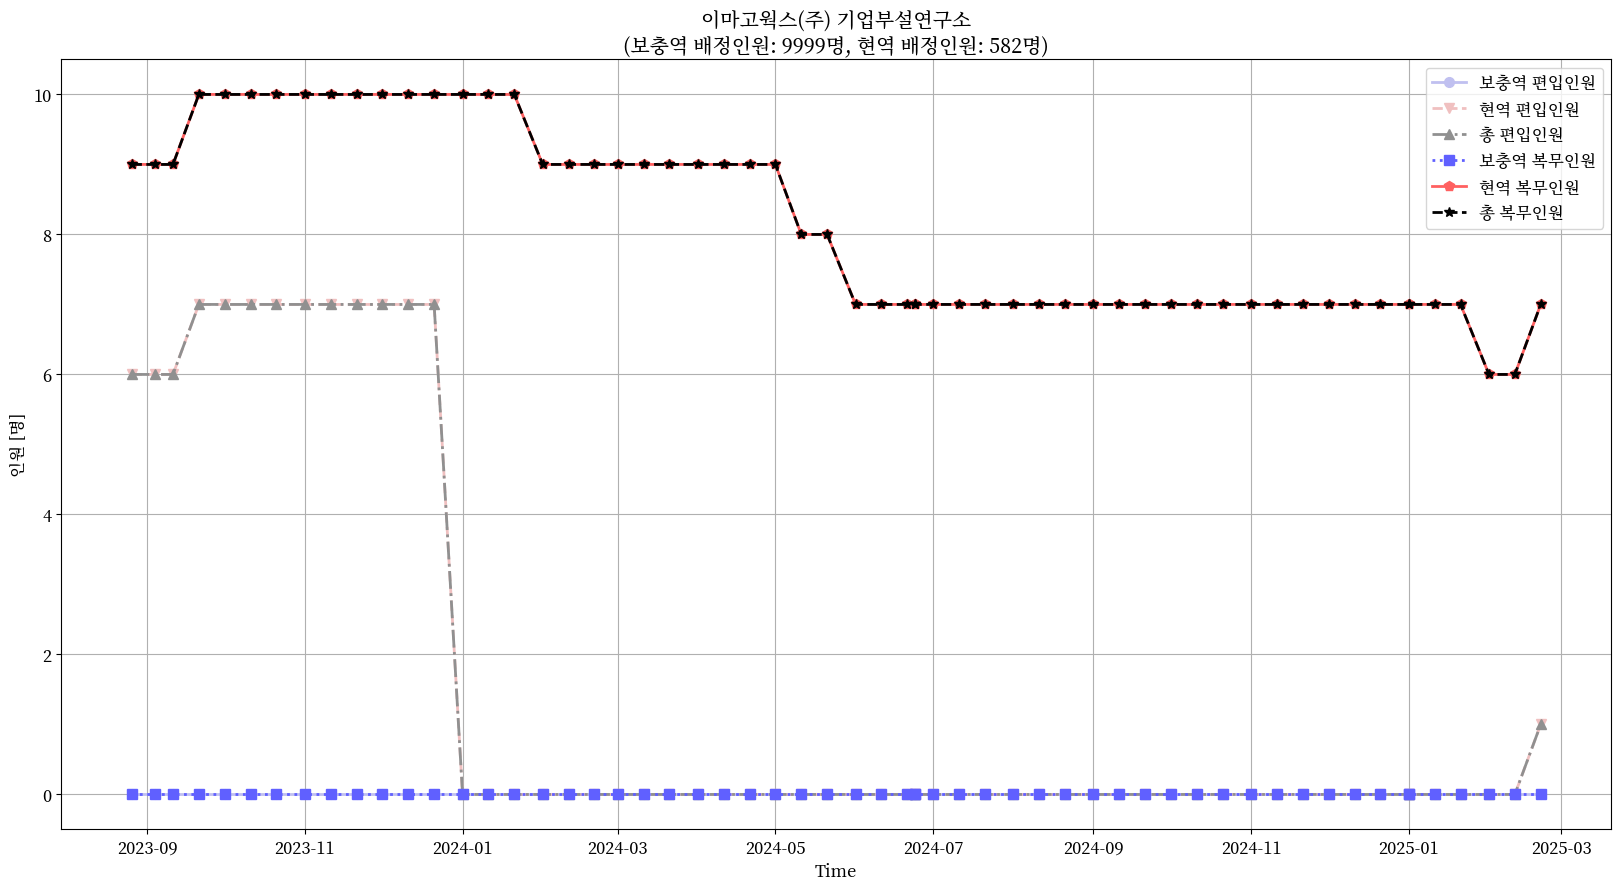 이마고웍스(주) 기업부설연구소
(보충역 배정인원: 9999명, 현역 배정인원: 582명)
보충역 편입인원
현역 편입인원
총 편입인원
보충역 복무인원
현역 복무인원
총 복무인원
인원 [명]
10
8
6
4
2
0
2023-09
2023-11
2024-01
2024-03
2024-05
2024-07
2024-09
2024-11
2025-01
2025-03
Time